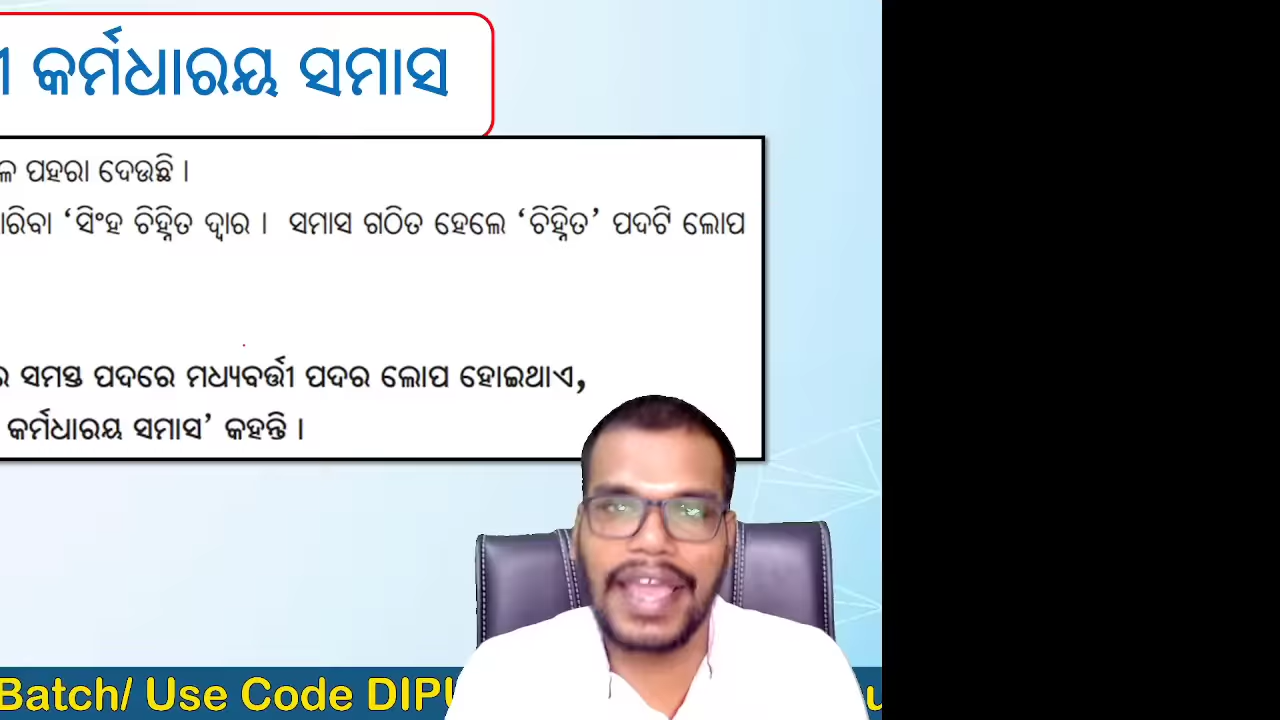 କର୍ମଧାରୟ ସମାସ
ପହରା ଦେଉଛି ।
‘ସିଂହ ଚିହ୍ନିତ ଦ୍ୱାର । ସମାସ ଗଠିତ ହେଲେ ‘ଚିହ୍ନିତ’ ପଦଟି ଲୋପ
ସମସ୍ତ ପଦରେ ମଧ୍ୟବର୍ତ୍ତୀ ପଦର ଲୋପ ହୋଇଥାଏ,
କର୍ମଧାରୟ ସମାସ’ କହନ୍ତି ।
Batch/ Use Code DIPU